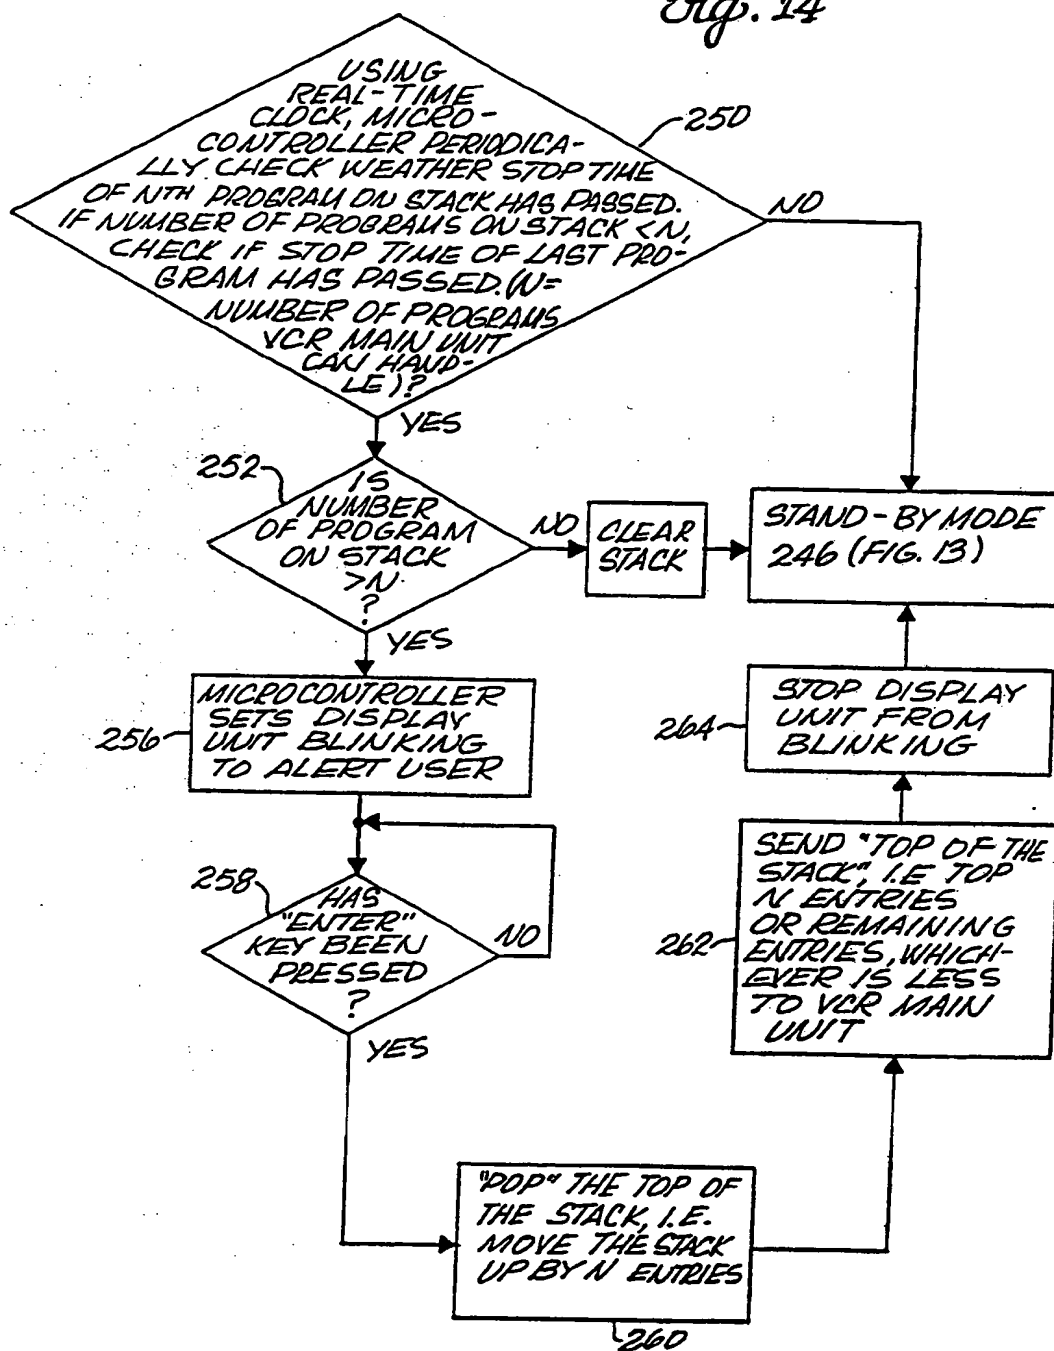 Fig. 14
USING
REAL-TIME
CLOCK, MICRO-
CONTROLLER PERIODICA-
LLY CHECK WEATHER STOP TIME
OF NTH PROGRAM ON STACK HAS PASSED.
IF NUMBER OF PROGRAMS ON STACK <N,
CHECK IF STOP TIME OF LAST PRO-
GRAM HAS PASSED. (N=
NUMBER OF PROGRAMS
VCR MAIN UNIT
CAN HAND-
LE)?
250
NO
YES
252
IS
NUMBER
OF PROGRAM
ON STACK
>N
?
NO
CLEAR
STACK
STAND-BY MODE
246 (FIG. 13)
YES
256
MICROCONTROLLER
SETS DISPLAY
UNIT BLINKING
TO ALERT USER
264
STOP DISPLAY
UNIT FROM
BLINKING
258
HAS
"ENTER"
KEY BEEN
PRESSED
?
NO
YES
262
SEND "TOP OF THE
STACK", I.E TOP
N ENTRIES
OR REMAINING
ENTRIES, WHICH-
EVER IS LESS
TO VCR MAIN
UNIT
"POP" THE TOP OF
THE STACK, I.E.
MOVE THE STACK
UP BY N ENTRIES
260